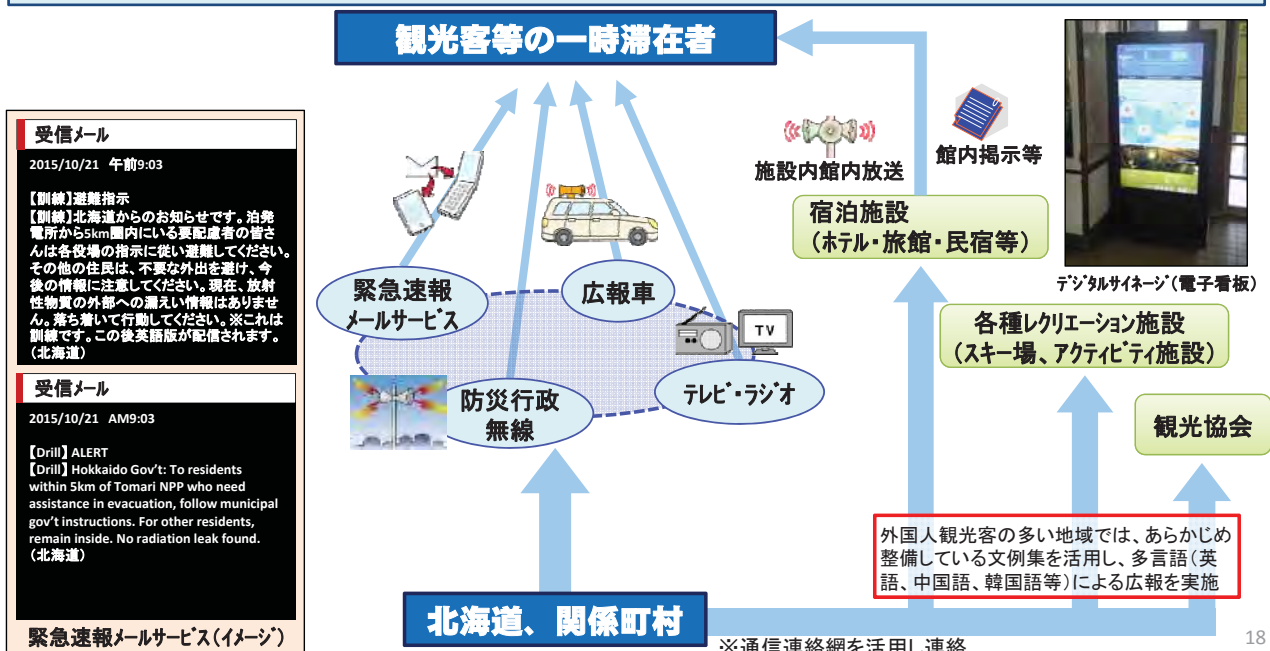 観光客等の一時滞在者
受信メール
2015/10/21 午前9:03
【訓練】避難指示
【訓練】北海道からのお知らせです。泊発
電所から5km圏内にいる要配慮者の皆さ
んは各役場の指示に従い避難してください。
その他の住民は、不要な外出を避け、今
後の情報に注意してください。現在、放射
性物質の外部への漏えい情報はありませ
ん。落ち着いて行動してください。※これは
訓練です。この後英語版が配信されます。
（北海道）
受信メール
2015/10/21 AM9:03
【Drill】ALERT
【Drill】Hokkaido Gov't: To residents
within 5km of Tomari NPP who need
assistance in evacuation, follow municipal
gov't instructions. For other residents,
remain inside. No radiation leak found.
（北海道）
緊急速報メールサービス（イメージ）
緊急速報
メールサービス
広報車
TV
テレビ・ラジオ
防災行政
無線
施設内館内放送
館内掲示等
宿泊施設
（ホテル・旅館・民宿等）
デジタルサイネージ（電子看板）
各種レクリエーション施設
（スキー場、アクティビティ施設）
観光協会
外国人観光客の多い地域では、あらかじめ
整備している文例集を活用し、多言語（英
語、中国語、韓国語等）による広報を実施
北海道、関係町村
※通信連絡網を活用し連絡
18